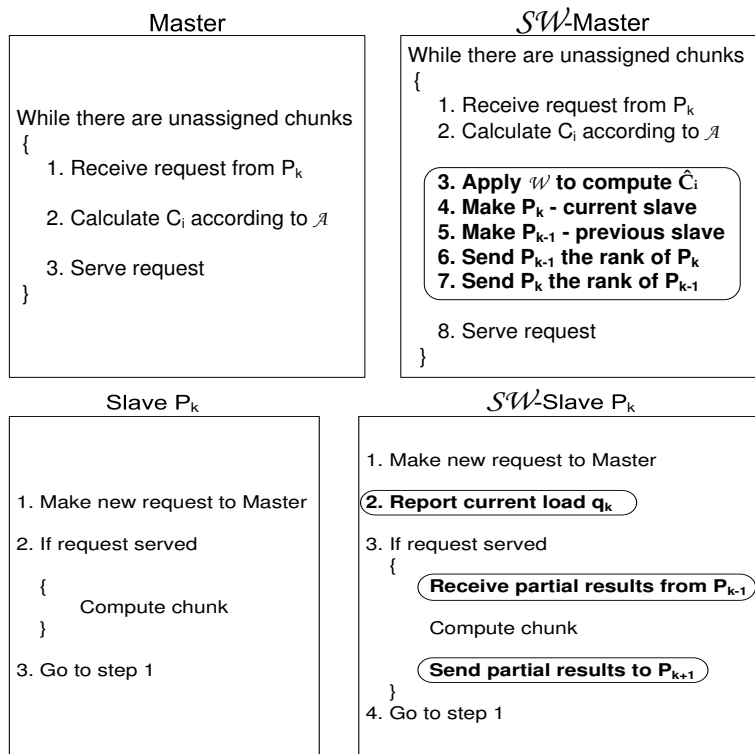 Master
While there are unassigned chunks
{
1. Receive request from Pₖ
2. Calculate Cᵢ according to 𝒜
3. Serve request
}
𝒮𝒲-Master
While there are unassigned chunks
{
1. Receive request from Pₖ
2. Calculate Cᵢ according to 𝒜
3. Apply 𝒲 to compute Ĉᵢ
4. Make Pₖ - current slave
5. Make Pₖ₋₁ - previous slave
6. Send Pₖ₋₁ the rank of Pₖ
7. Send Pₖ the rank of Pₖ₋₁
8. Serve request
}
Slave Pₖ
1. Make new request to Master
2. If request served
{
Compute chunk
}
3. Go to step 1
𝒮𝒲-Slave Pₖ
1. Make new request to Master
2. Report current load qₖ
3. If request served
{
Receive partial results from Pₖ₋₁
Compute chunk
Send partial results to Pₖ₊₁
}
4. Go to step 1